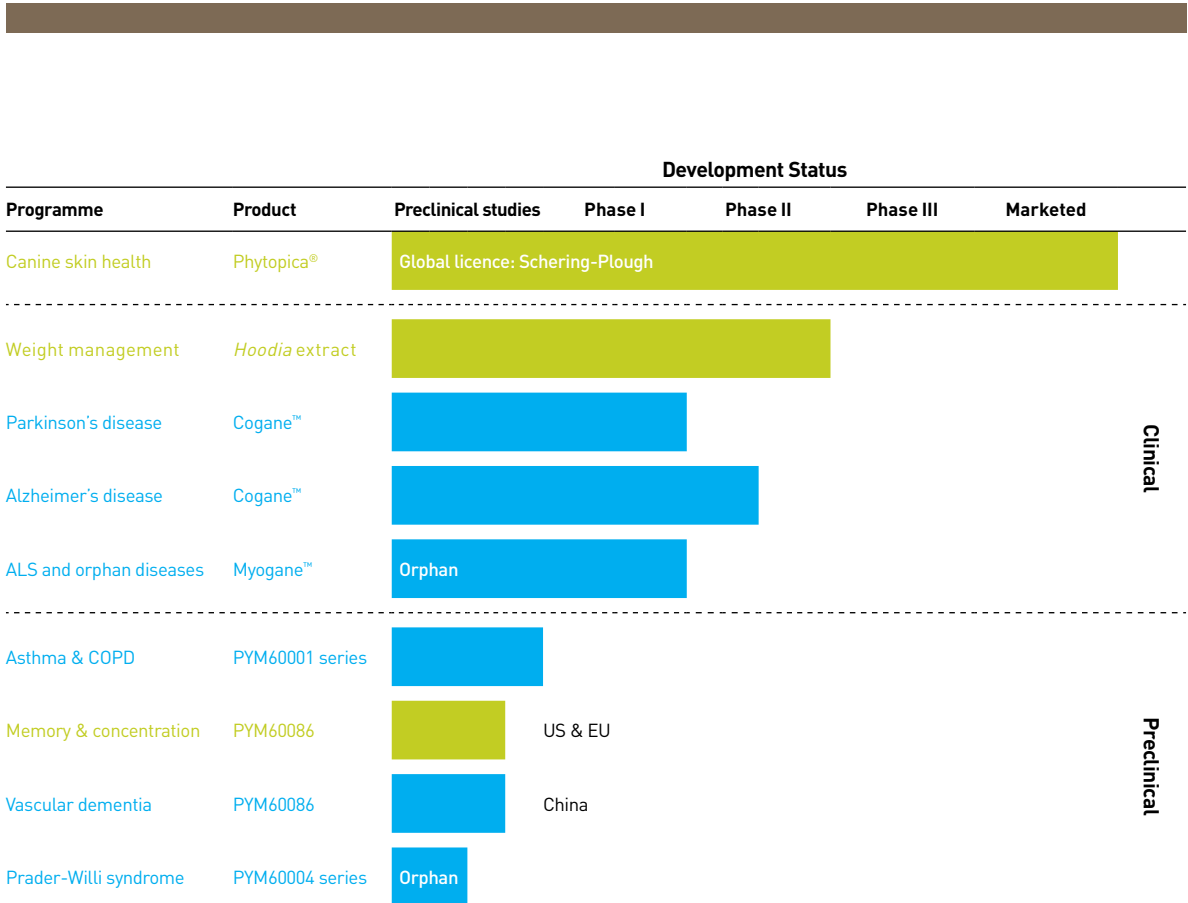 Development Status
Programme Product Preclinical studies Phase I Phase II Phase III Marketed
Canine skin health Phytopica® Global licence: Schering-Plough
Weight management Hoodia extract
Parkinson's disease Cogane™
Alzheimer's disease Cogane™
ALS and orphan diseases Myogane™ Orphan
Clinical
Asthma & COPD PYM60001 series
Memory & concentration PYM60086 US & EU
Vascular dementia PYM60086 China
Prader-Willi syndrome PYM60004 series Orphan
Preclinical